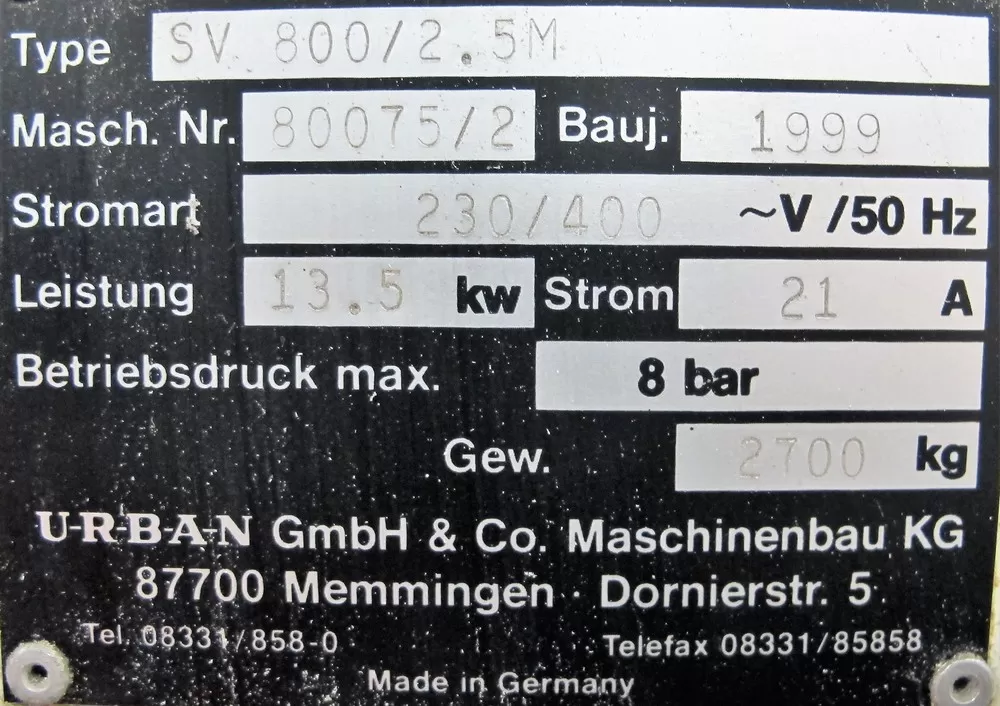 Type SV 800/2.5M
Masch. Nr. 80075/2 Bauj. 1999
Stromart 230/400 ~V /50 Hz
Leistung 13.5 kw Strom 21 A
Betriebsdruck max. 8 bar
Gew. 2700 kg
U-R-B-A-N GmbH & Co. Maschinenbau KG
87700 Memmingen · Dornierstr. 5
Tel. 08331/858-0 Telefax 08331/85858
Made in Germany